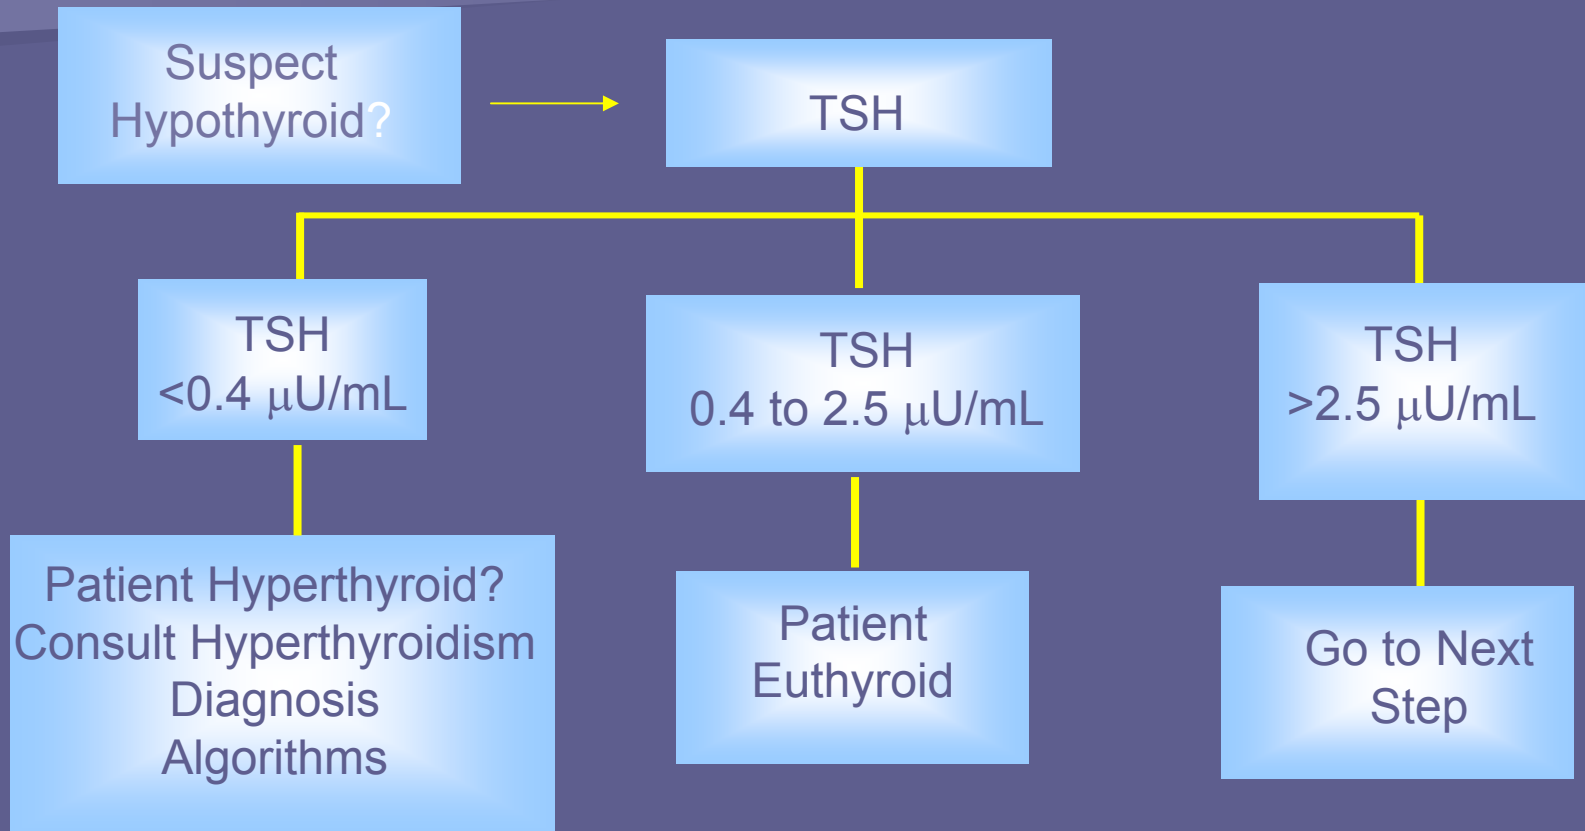 Suspect
Hypothyroid?
TSH
TSH
<0.4 μU/mL
TSH
0.4 to 2.5 μU/mL
TSH
>2.5 μU/mL
Patient Hyperthyroid?
Consult Hyperthyroidism
Diagnosis
Algorithms
Patient
Euthyroid
Go to Next
Step